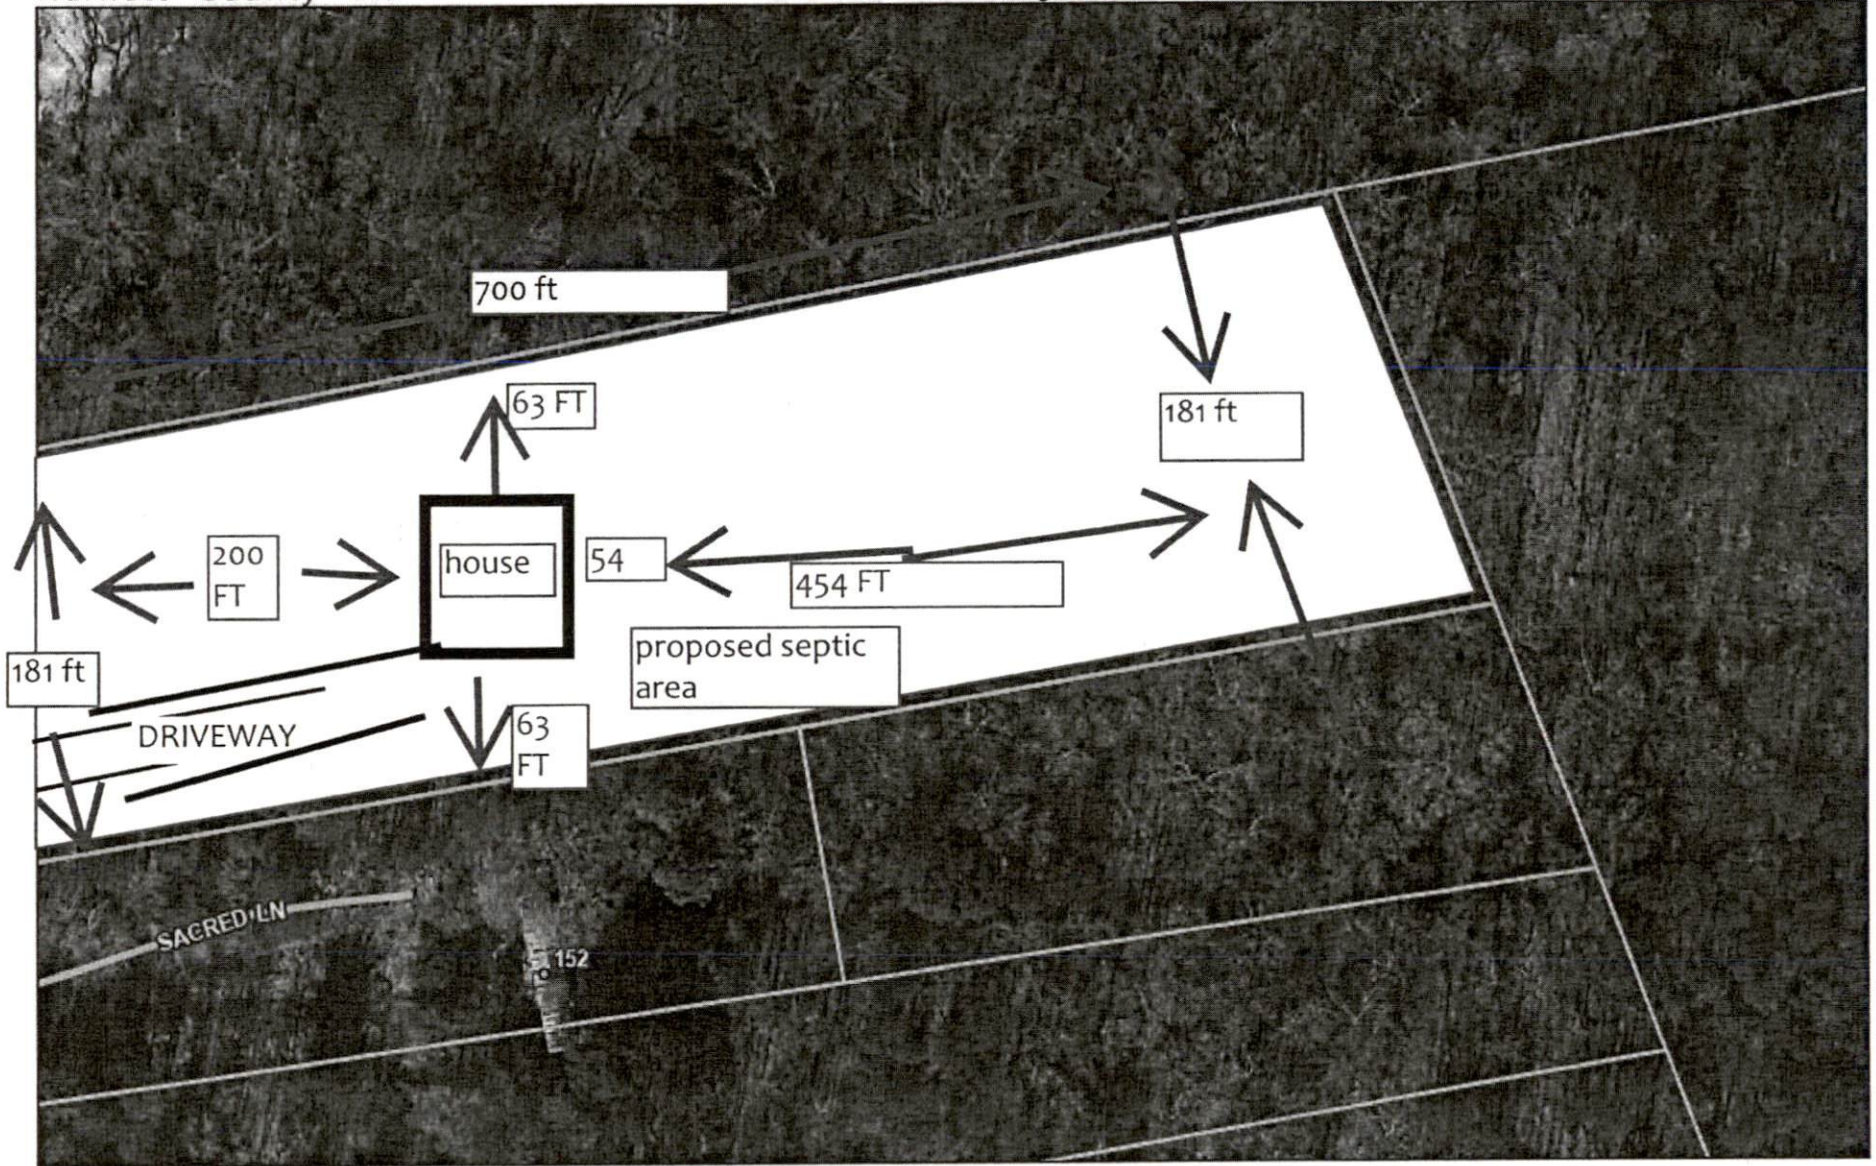 700 ft
63 FT
181 ft
200
FT
house
54
454 FT
181 ft
proposed septic
area
DRIVEWAY
63
FT
SACRED LN
152